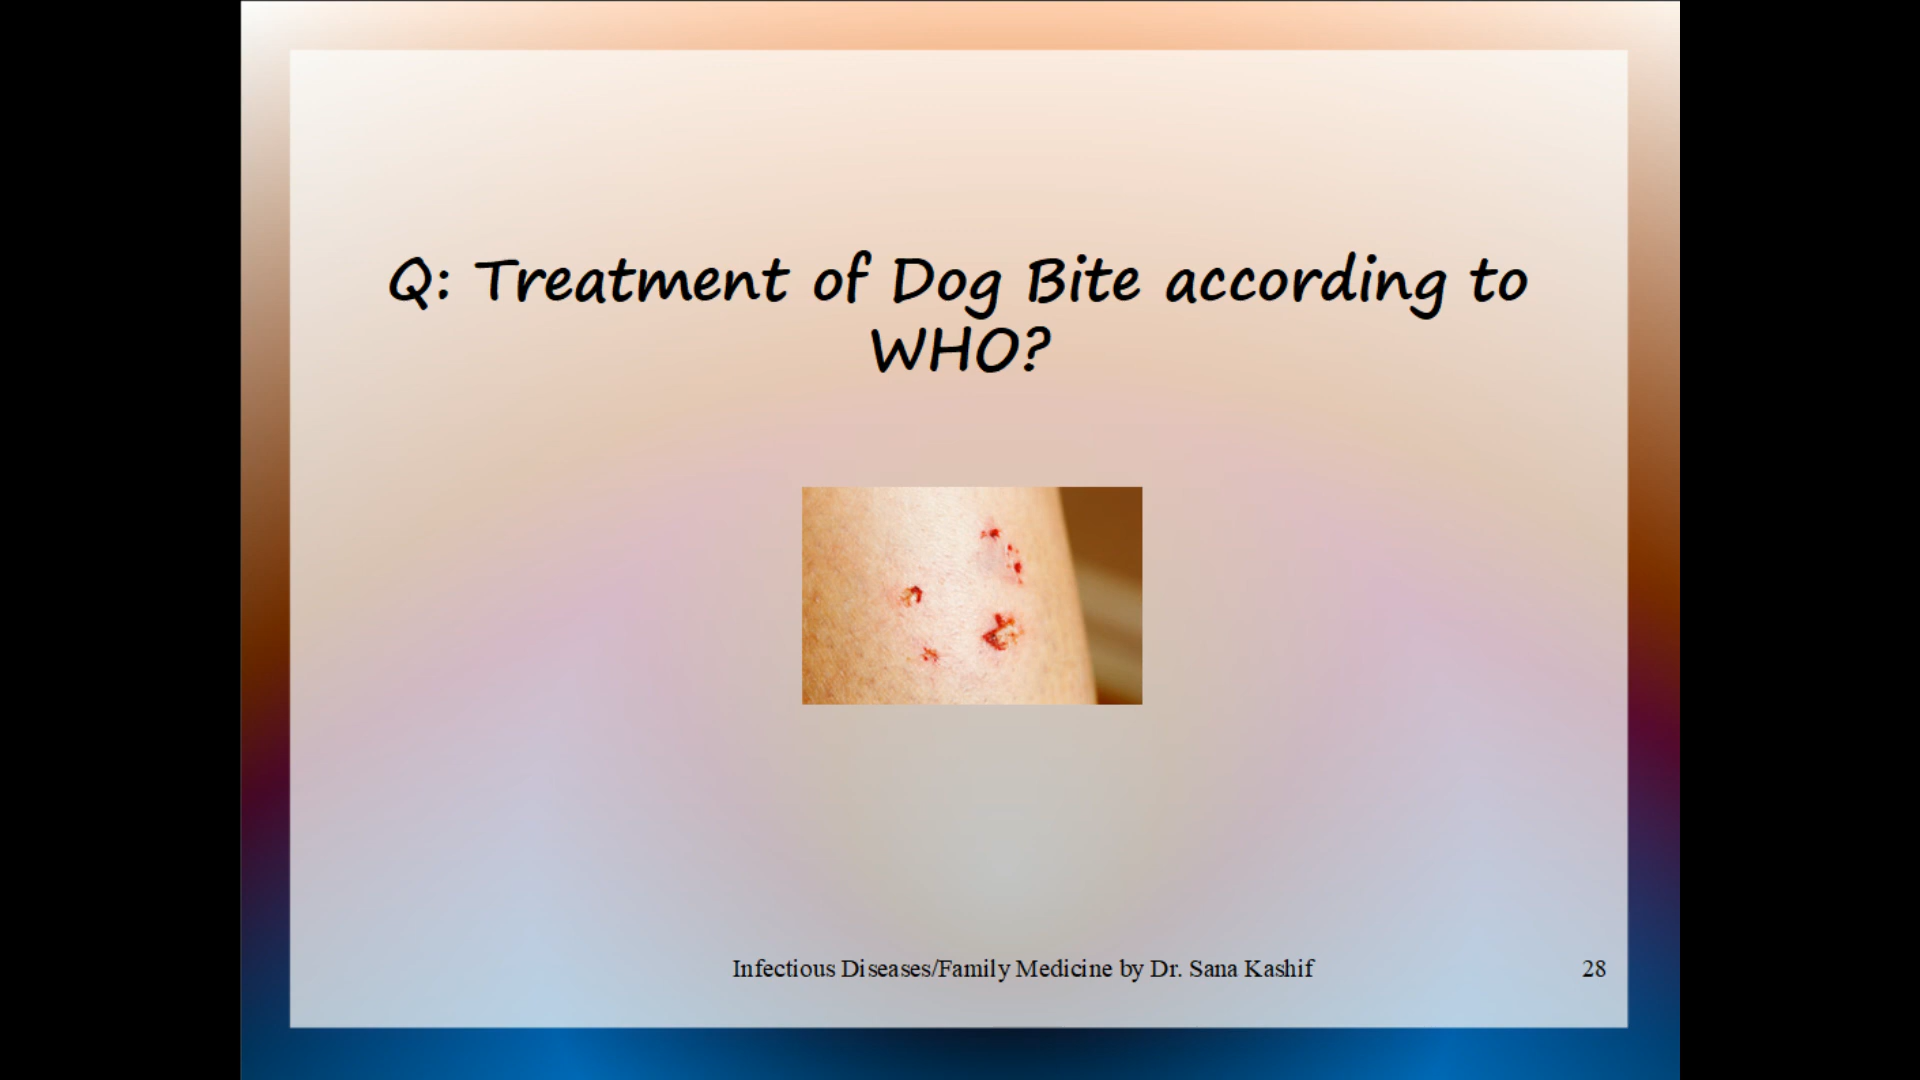 Q: Treatment of Dog Bite according to
WHO?
Infectious Diseases/Family Medicine by Dr. Sana Kashif
28